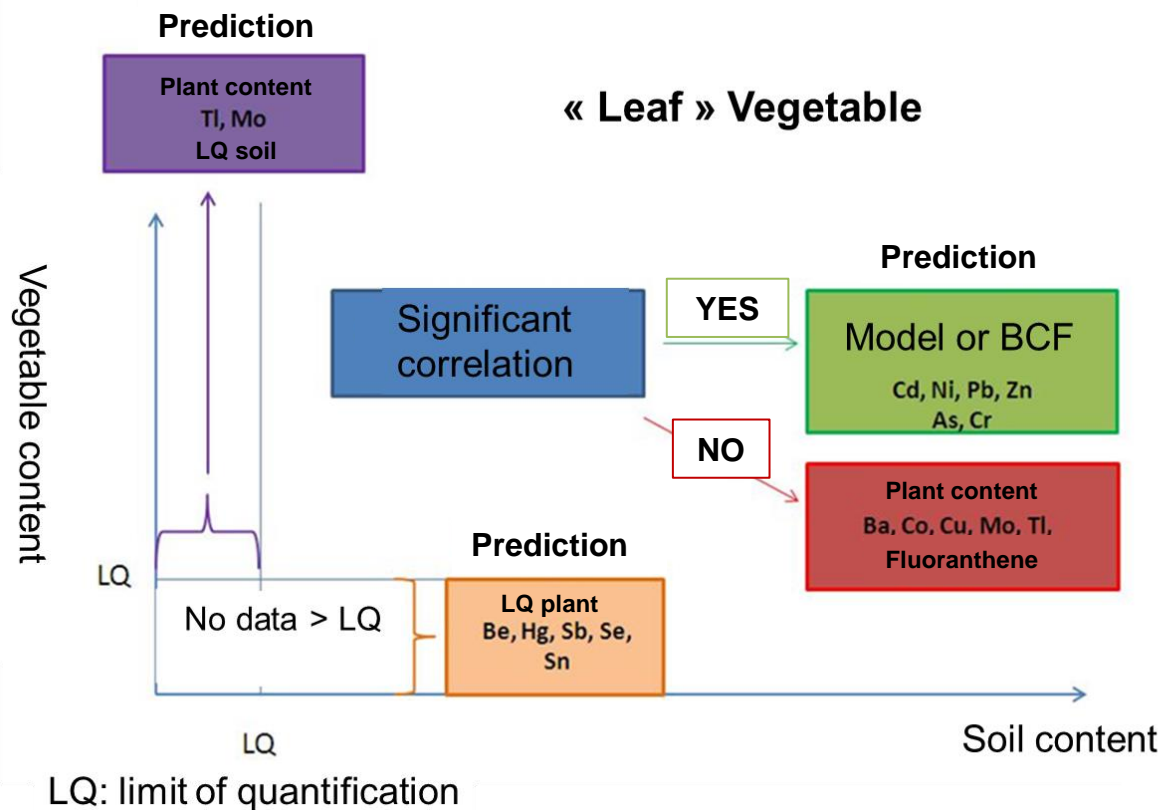 Prediction
Plant content
Tl, Mo
LQ soil
« Leaf » Vegetable
Vegetable content
Significant
correlation
YES
NO
Prediction
Model or BCF
Cd, Ni, Pb, Zn
As, Cr
Plant content
Ba, Co, Cu, Mo, Tl,
Fluoranthene
Prediction
LQ plant
Be, Hg, Sb, Se,
Sn
LQ
No data > LQ
LQ
Soil content
LQ: limit of quantification